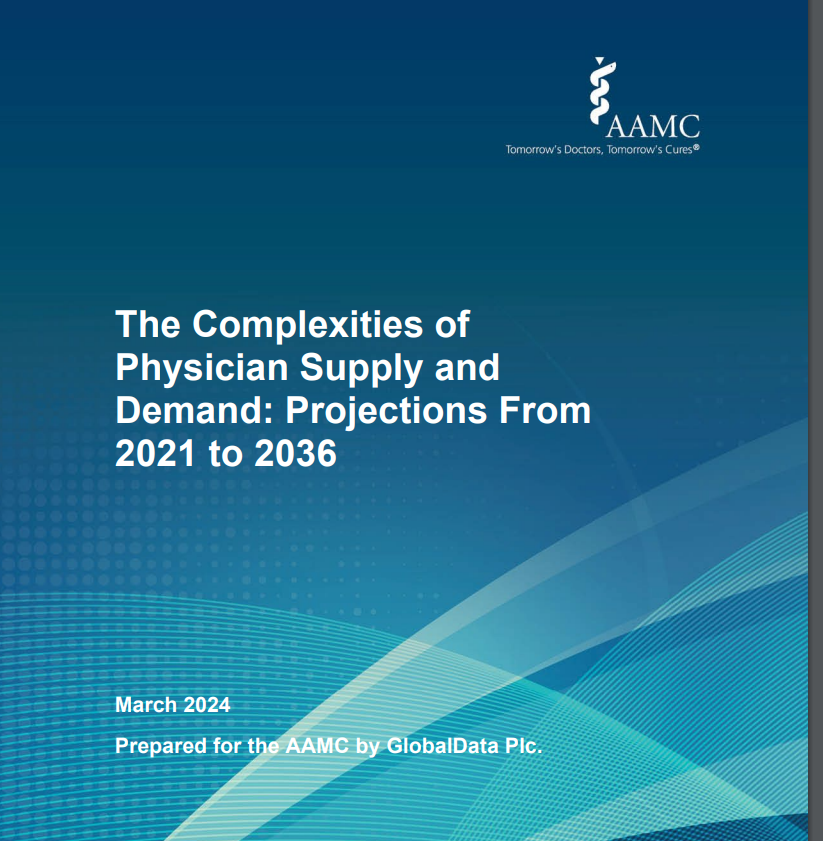 AAMC
Tomorrow's Doctors, Tomorrow's Cures®
The Complexities of
Physician Supply and
Demand: Projections From
2021 to 2036
March 2024
Prepared for the AAMC by GlobalData Plc.